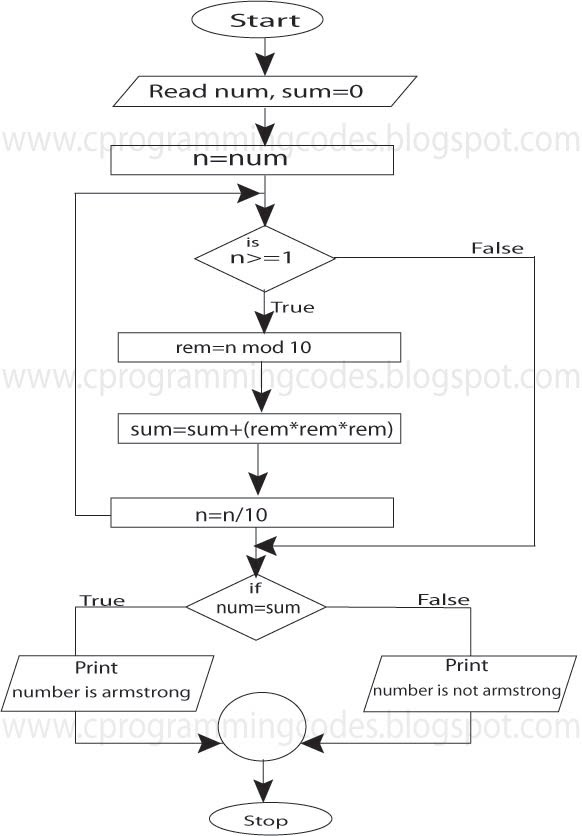 Start
Read num, sum=0
www.cprogrammingcodes.blogspot.com
n=num
is
n>=1
False
True
rem=n mod 10
www.cprogrammingcodes.blogspot.com
sum=sum+(rem*rem*rem)
n=n/10
if
num=sum
True
False
Print
number is armstrong
Print
number is not armstrong
www.cprogrammingcodes.blogspot.com
Stop